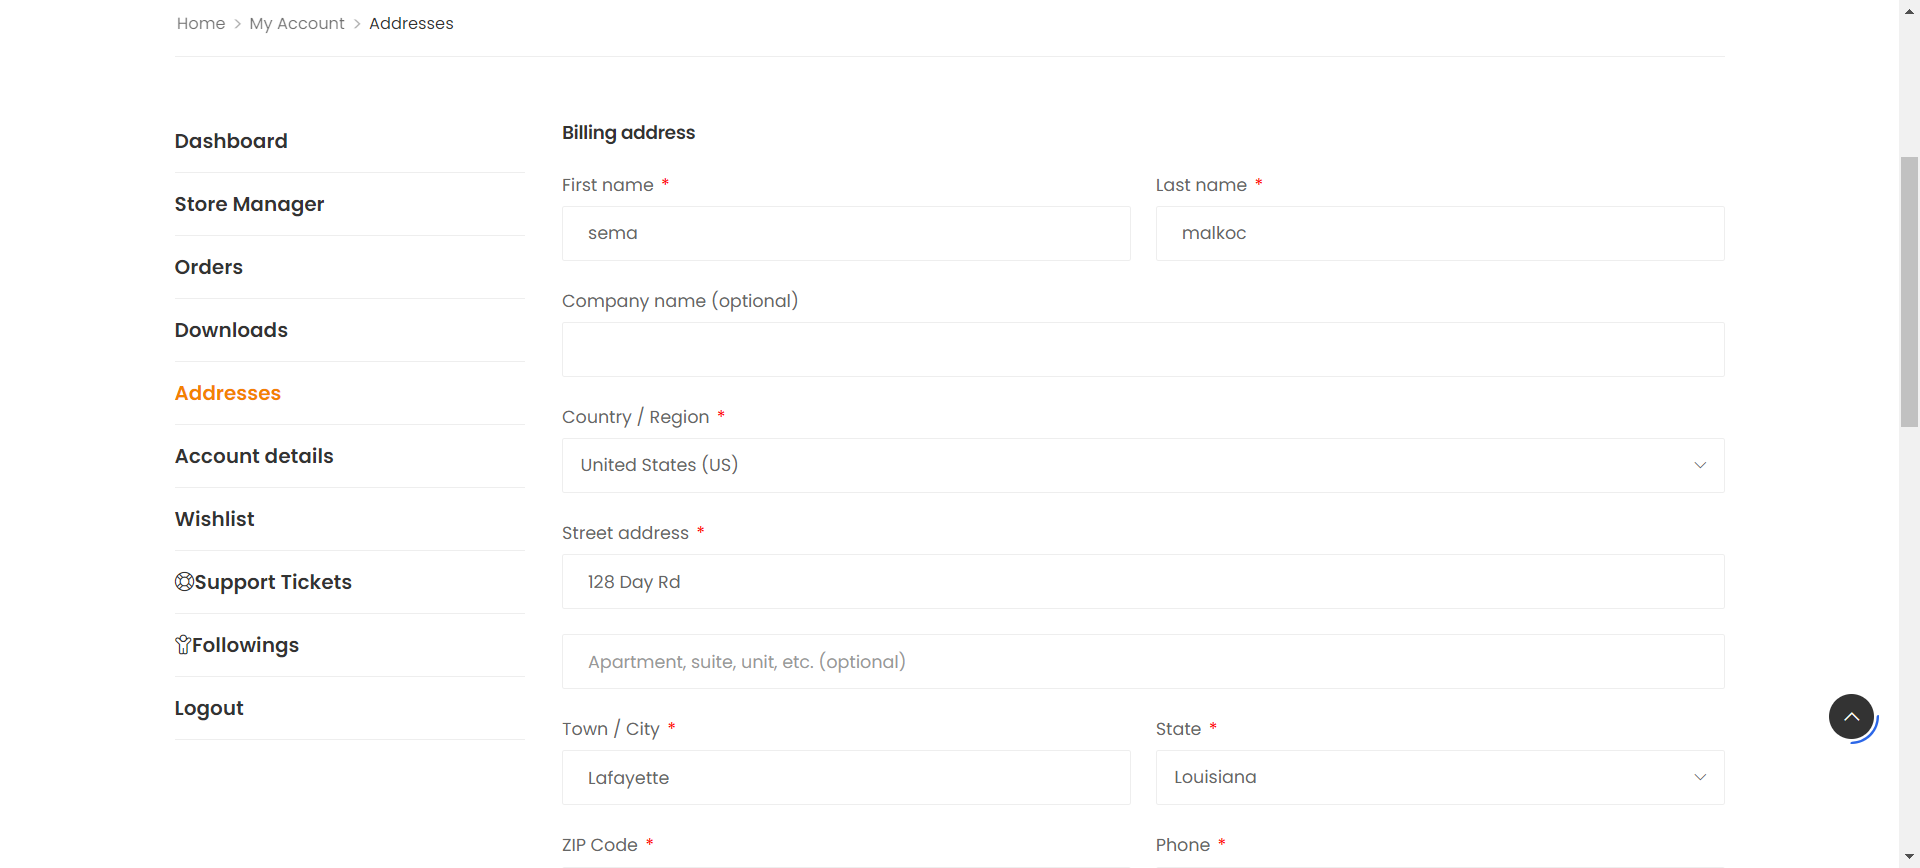 Home > My Account > Addresses
Dashboard
Store Manager
Orders
Downloads
Addresses
Account details
Wishlist
Support Tickets
Followings
Logout
Billing address
First name * Last name *
sema malkoc
Company name (optional)
Country / Region *
United States (US)
Street address *
128 Day Rd
Apartment, suite, unit, etc. (optional)
Town / City * State *
Lafayette Louisiana
ZIP Code * Phone *